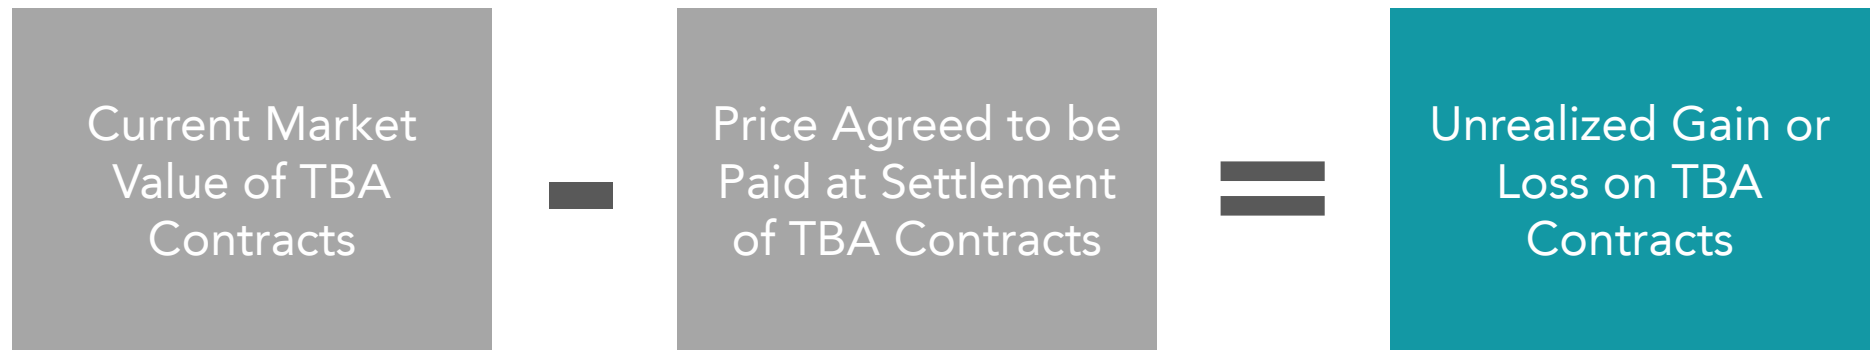 Current Market
Value of TBA
Contracts
-
Price Agreed to be
Paid at Settlement
of TBA Contracts
=
Unrealized Gain or
Loss on TBA
Contracts